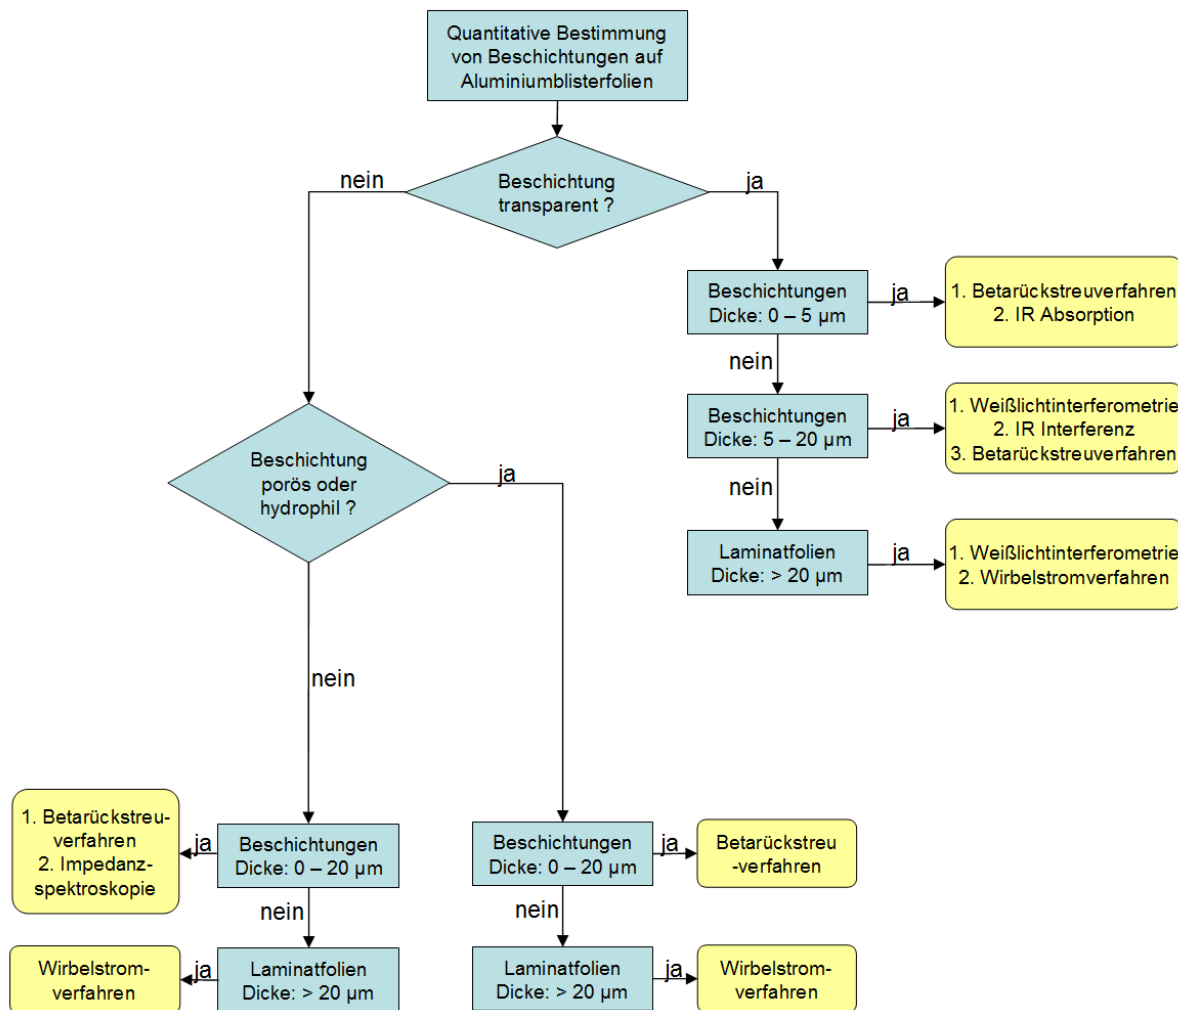 Quantitative Bestimmung
von Beschichtungen auf
Aluminiumblisterfolien
nein
Beschichtung
transparent ?
ja
Beschichtungen
Dicke: 0 – 5 µm
ja
1. Betarückstreuverfahren
2. IR Absorption
nein
Beschichtungen
Dicke: 5 – 20 µm
ja
1. Weißlichtinterferometrie
2. IR Interferenz
3. Betarückstreuverfahren
nein
Laminatfolien
Dicke: > 20 µm
ja
1. Weißlichtinterferometrie
2. Wirbelstromverfahren
Beschichtung
porös oder
hydrophil ?
ja
nein
1. Betarückstreu-
verfahren
2. Impedanz-
spektroskopie
ja
Beschichtungen
Dicke: 0 – 20 µm
nein
Wirbelstrom-
verfahren
ja
Laminatfolien
Dicke: > 20 µm
Beschichtungen
Dicke: 0 – 20 µm
ja
Betarückstreu
-verfahren
nein
Laminatfolien
Dicke: > 20 µm
ja
Wirbelstrom-
verfahren